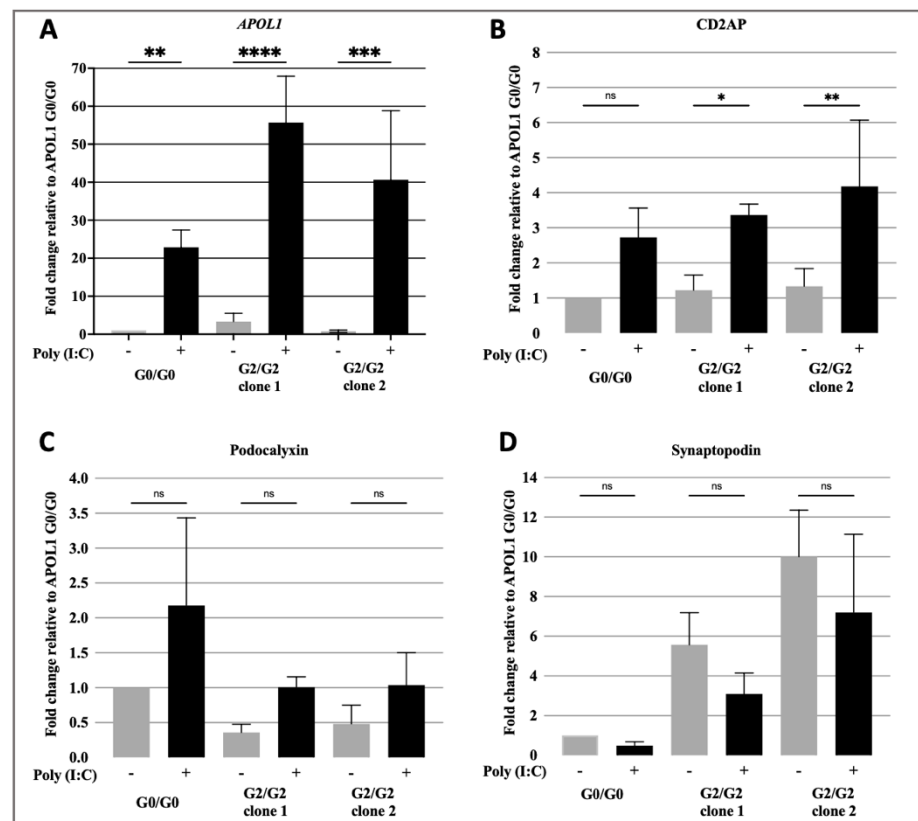 A
APOL1
** **** ***
Fold change relative to APOL1 G0/G0
70
60
50
40
30
20
10
0
Poly (I:C) - + - + - +
G0/G0 G2/G2 G2/G2
clone 1 clone 2
B
CD2AP
ns * **
Fold change relative to APOL1 G0/G0
8
7
6
5
4
3
2
1
0
Poly (I:C) - + - + - +
G0/G0 G2/G2 G2/G2
clone 1 clone 2
C
Podocalyxin
ns ns ns
Fold change relative to APOL1 G0/G0
4.0
3.5
3.0
2.5
2.0
1.5
1.0
0.5
0.0
Poly (I:C) - + - + - +
G0/G0 G2/G2 G2/G2
clone 1 clone 2
D
Synaptopodin
ns ns ns
Fold change relative to APOL1 G0/G0
14
12
10
8
6
4
2
0
Poly (I:C) - + - + - +
G0/G0 G2/G2 G2/G2
clone 1 clone 2